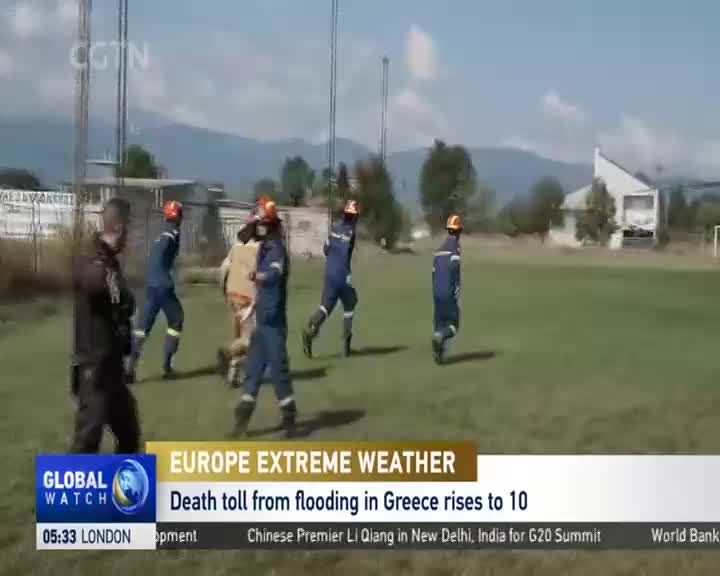 CGTN
EUROPE EXTREME WEATHER
GLOBAL WATCH
Death toll from flooding in Greece rises to 10
05:33 LONDON
opment Chinese Premier Li Qiang in New Delhi, India for G20 Summit World Bank